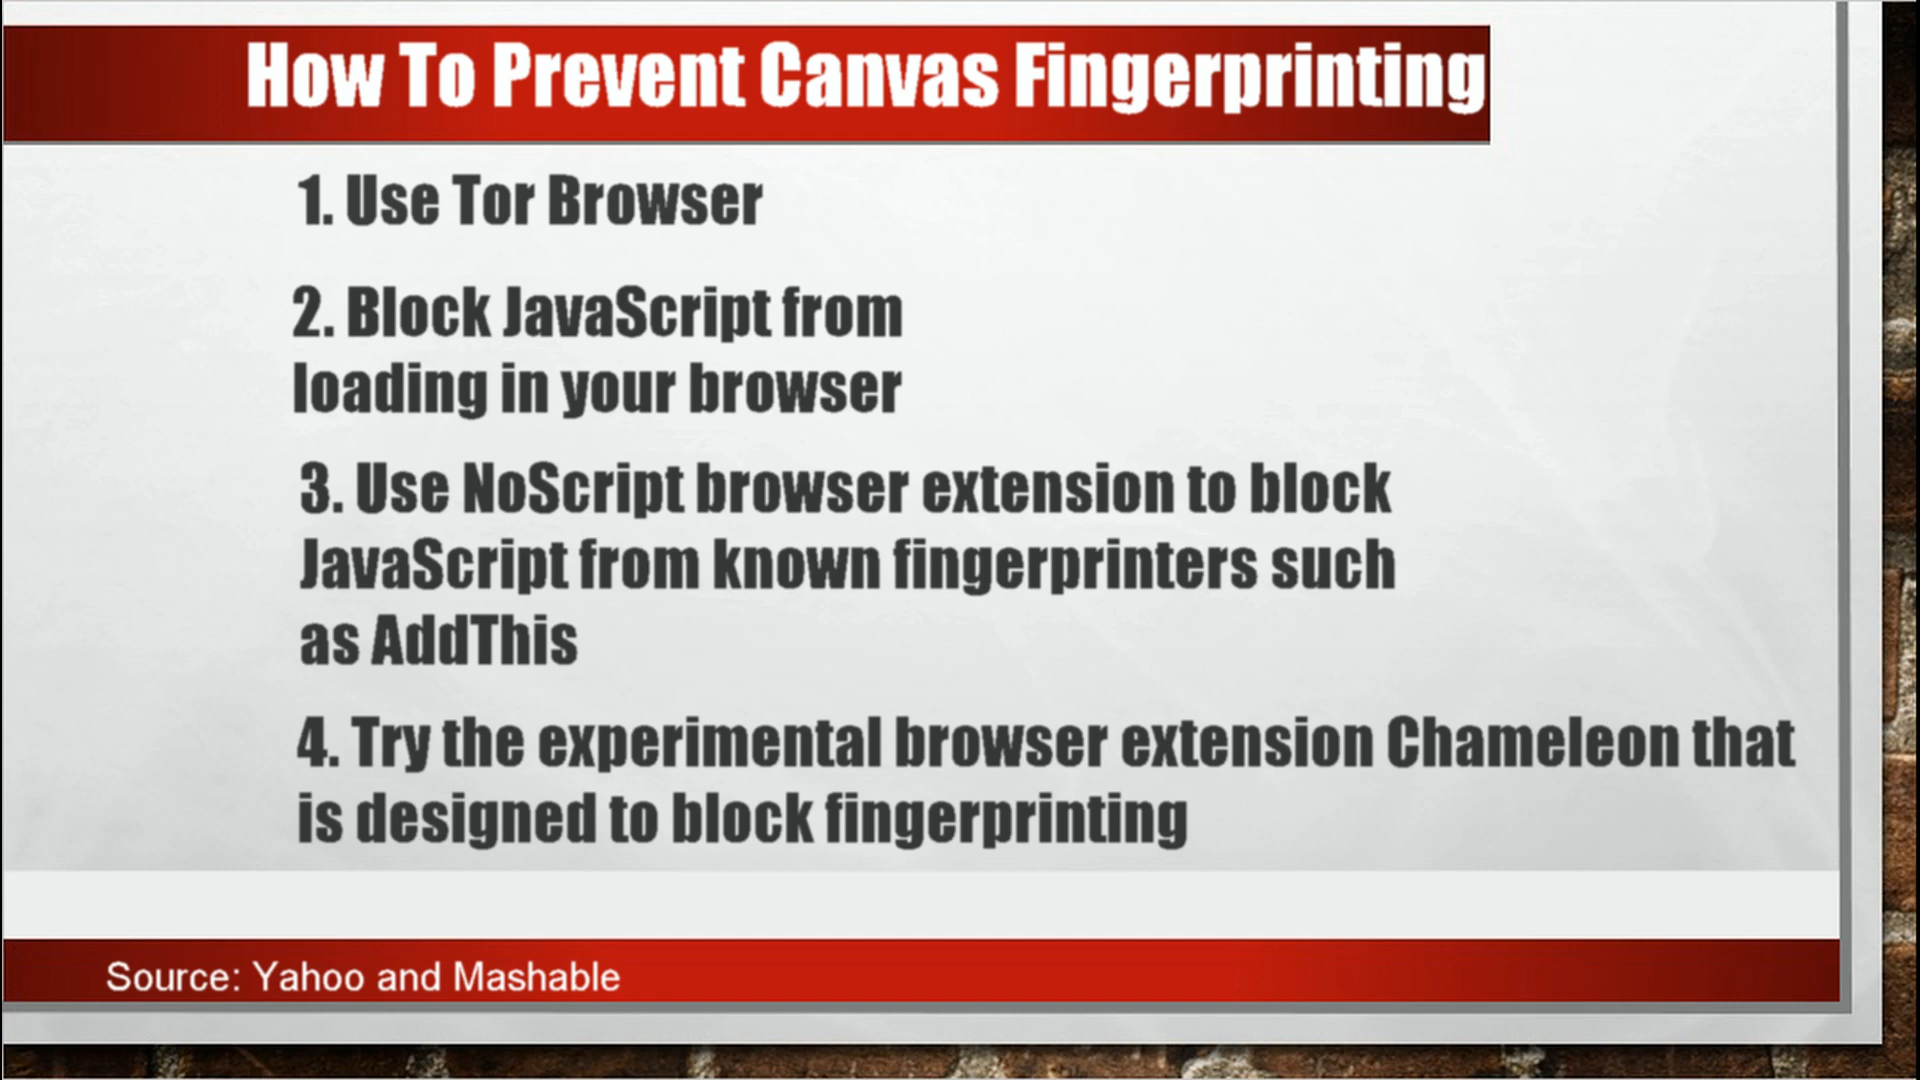 How To Prevent Canvas Fingerprinting
1. Use Tor Browser
2. Block JavaScript from
loading in your browser
3. Use NoScript browser extension to block
JavaScript from known fingerprinters such
as AddThis
4. Try the experimental browser extension Chameleon that
is designed to block fingerprinting
Source: Yahoo and Mashable